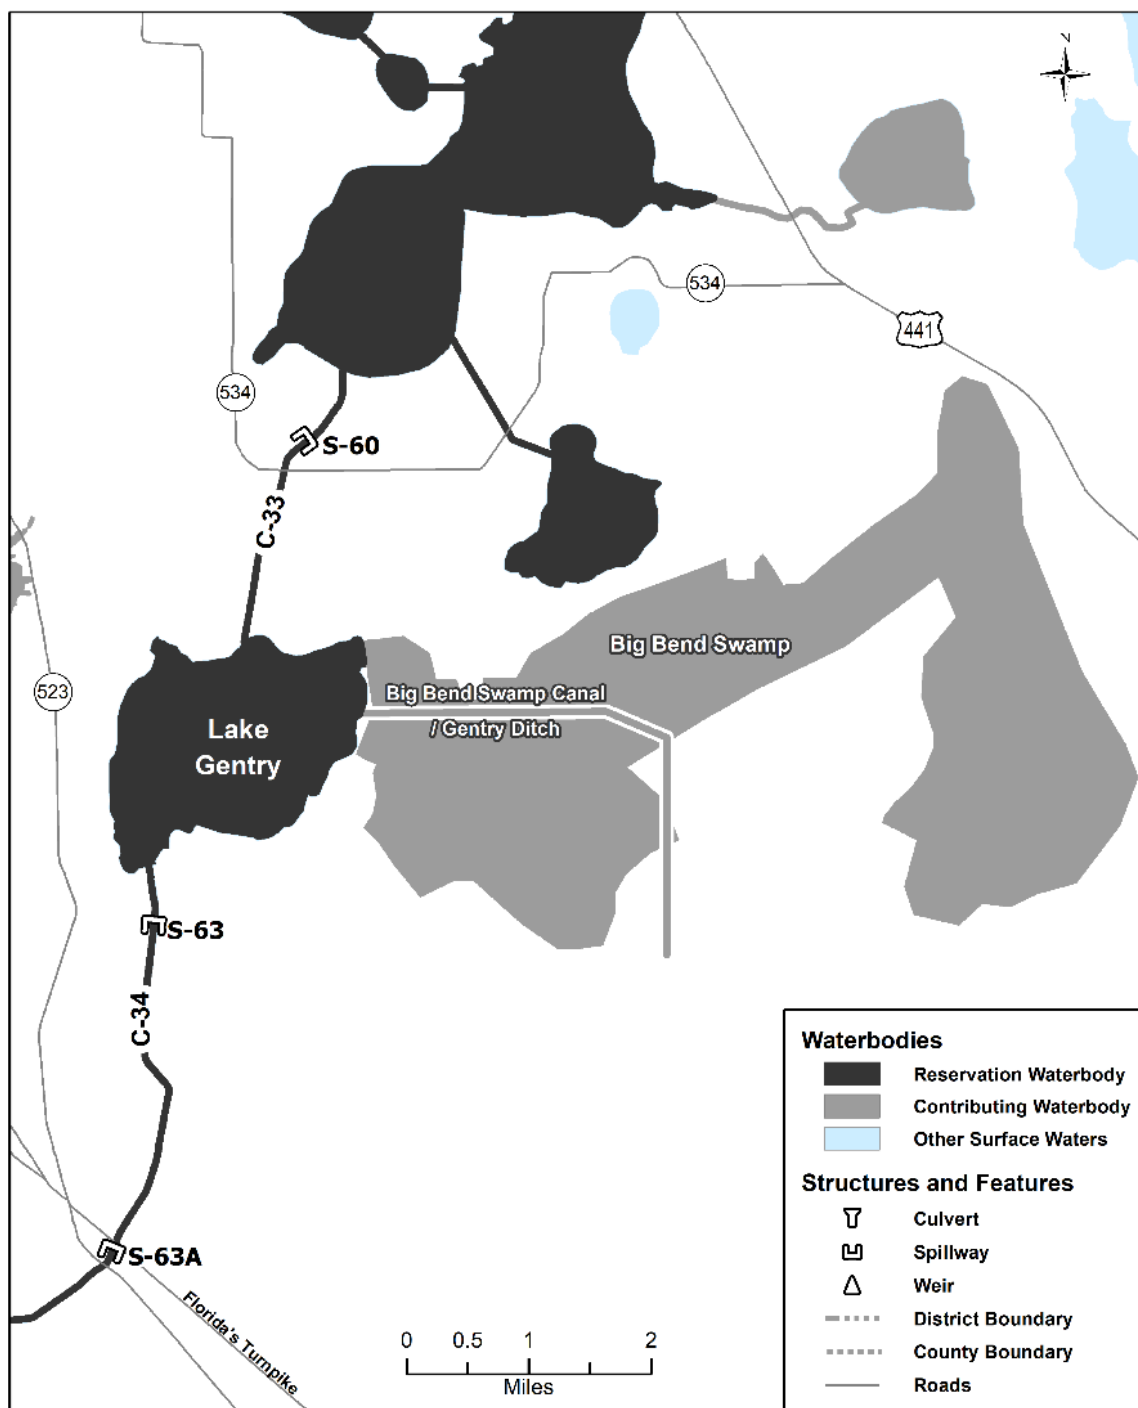 N
534
441
534
S-60
C-33
Big Bend Swamp
523
Big Bend Swamp Canal
/ Gentry Ditch
Lake
Gentry
S-63
C-34
S-63A
Florida's Turnpike
0 0.5 1 2
Miles
Waterbodies
Reservation Waterbody
Contributing Waterbody
Other Surface Waters
Structures and Features
Culvert
Spillway
Weir
District Boundary
County Boundary
Roads